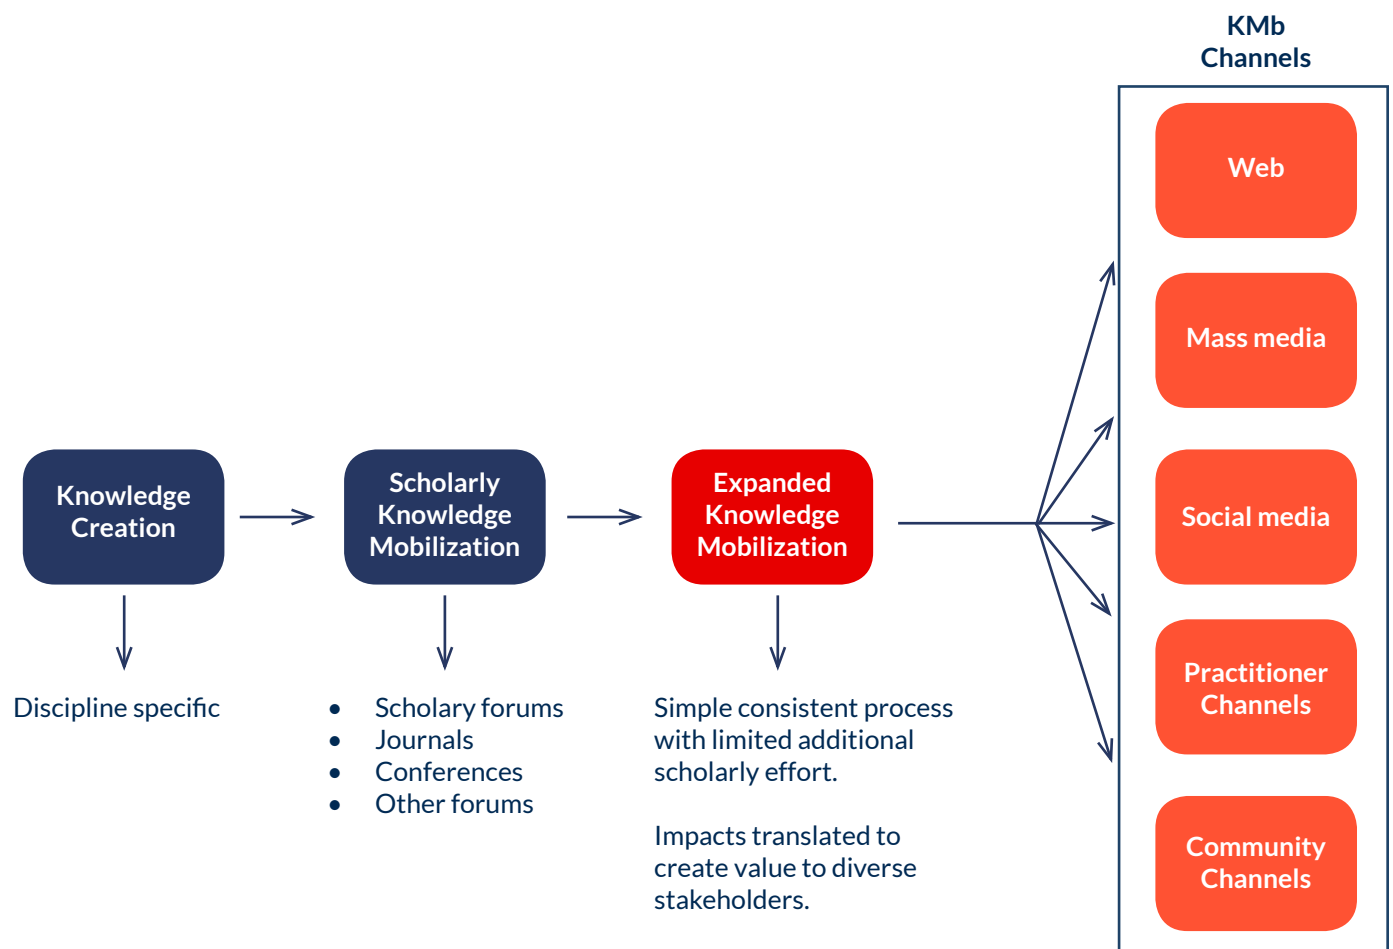 KMb
Channels
Web
Mass media
Social media
Practitioner
Channels
Community
Channels
Knowledge
Creation
Scholarly
Knowledge
Mobilization
Expanded
Knowledge
Mobilization
Discipline specific
• Scholary forums
• Journals
• Conferences
• Other forums
Simple consistent process
with limited additional
scholarly effort.
Impacts translated to
create value to diverse
stakeholders.